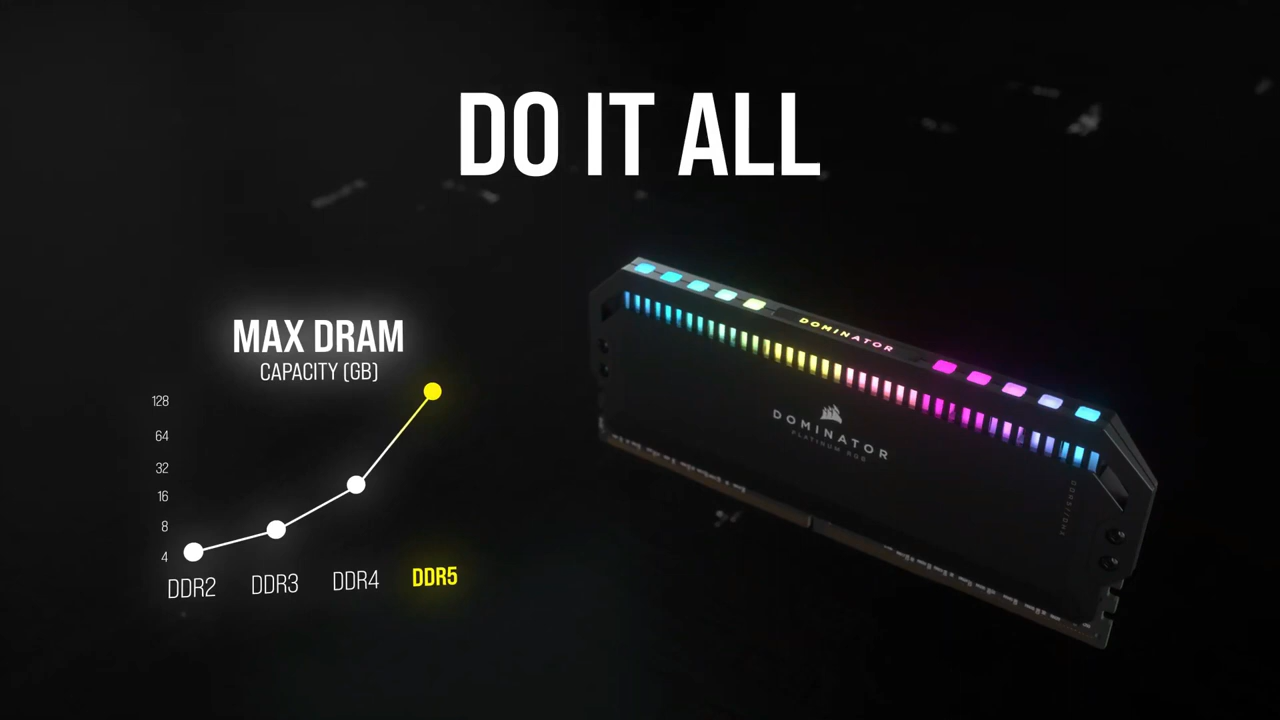 DO IT ALL
MAX DRAM
CAPACITY (GB)
128
64
32
16
8
4
DDR2 DDR3 DDR4 DDR5
DOMINATOR
DOMINATOR
PLATINUM RGB